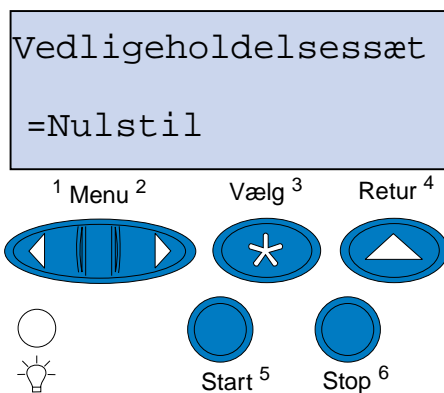 Vedligeholdelsessæt
=Nulstil
1 Menu 2 Vælg 3 Retur 4
Start 5 Stop 6